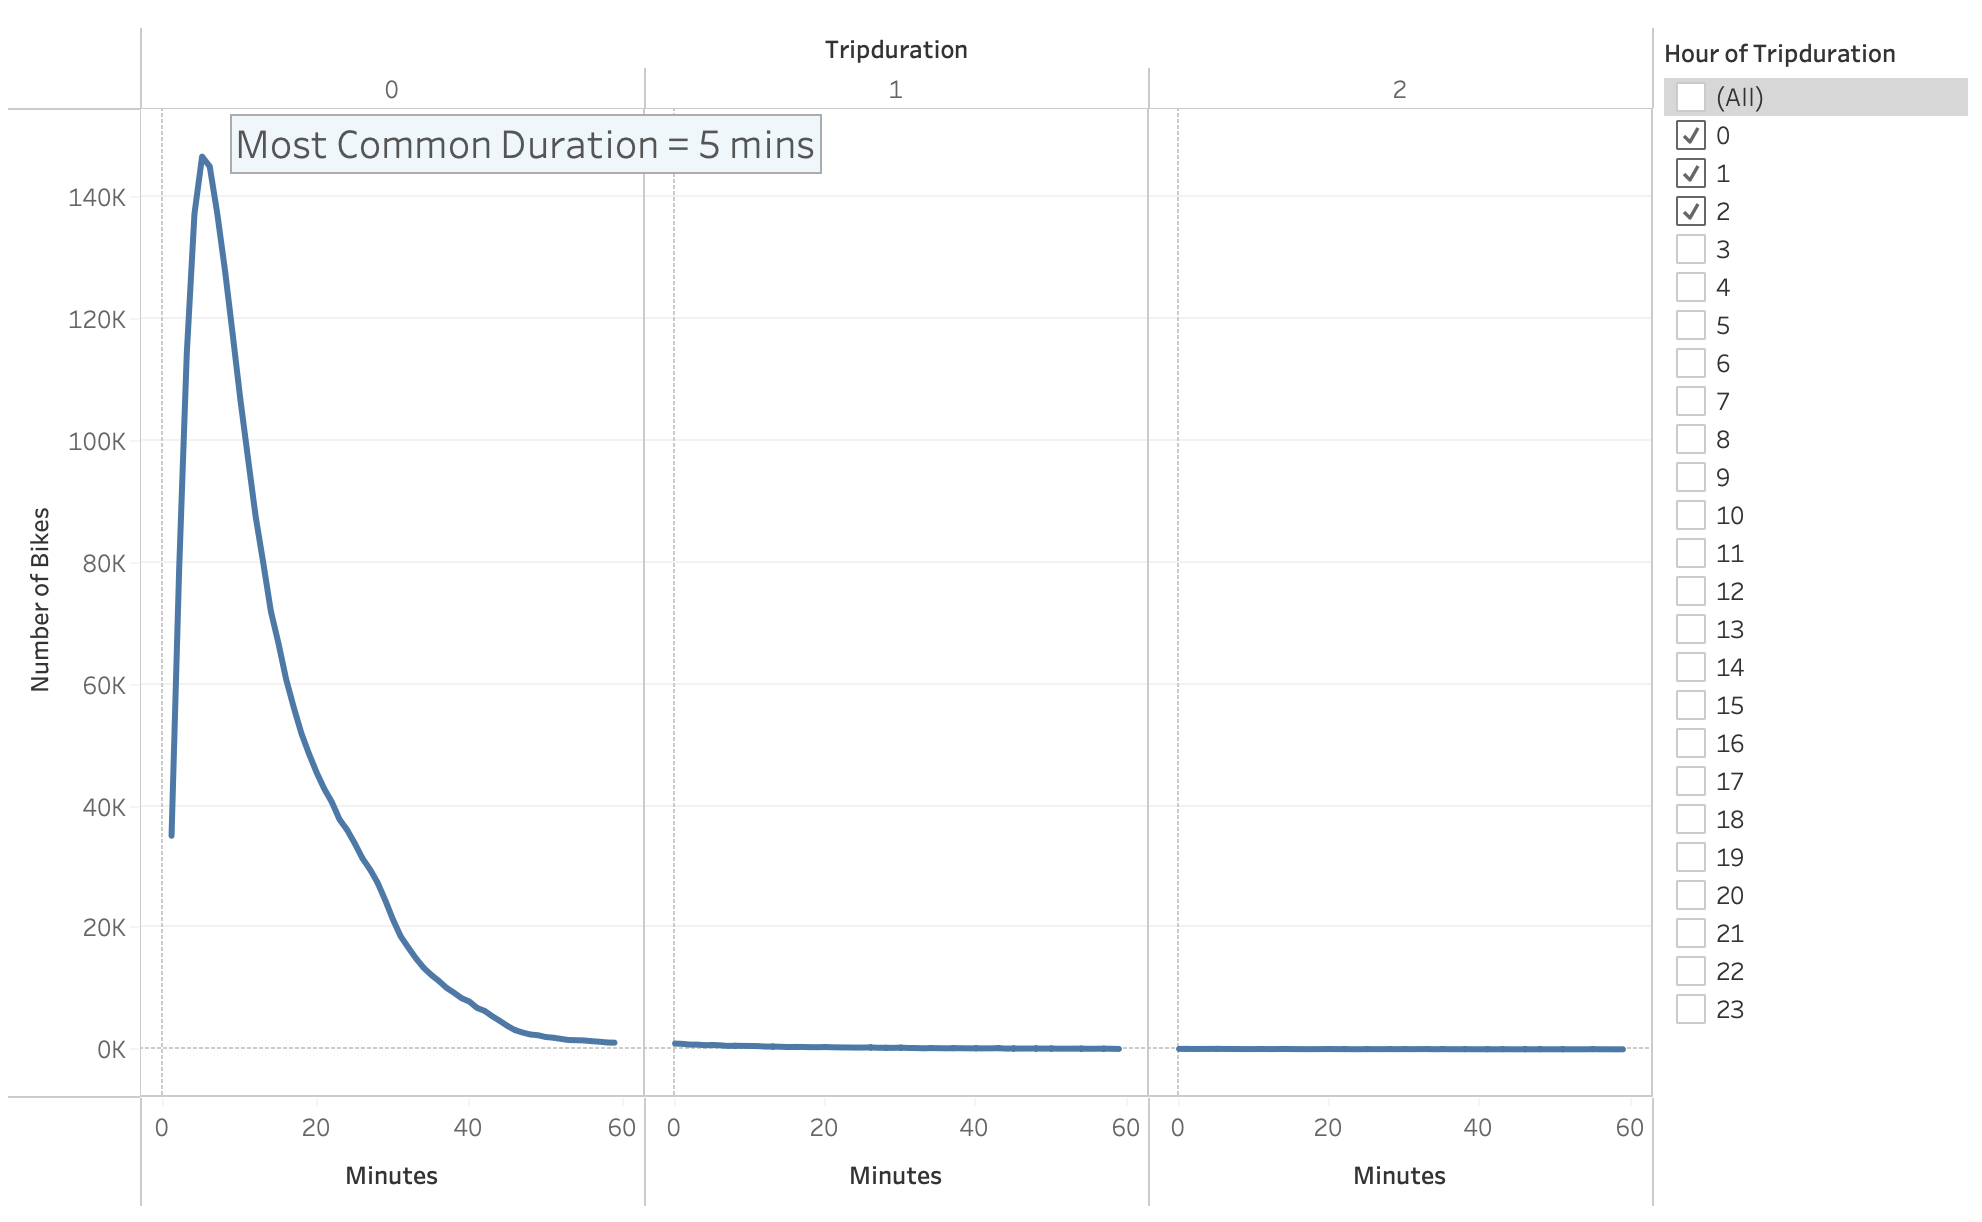 Tripduration
0 1 2
Most Common Duration = 5 mins
140K
120K
100K
80K
60K
40K
20K
0K
Number of Bikes
0 20 40 60 0 20 40 60 0 20 40 60
Minutes Minutes Minutes
Hour of Tripduration
(All)
0
1
2
3
4
5
6
7
8
9
10
11
12
13
14
15
16
17
18
19
20
21
22
23